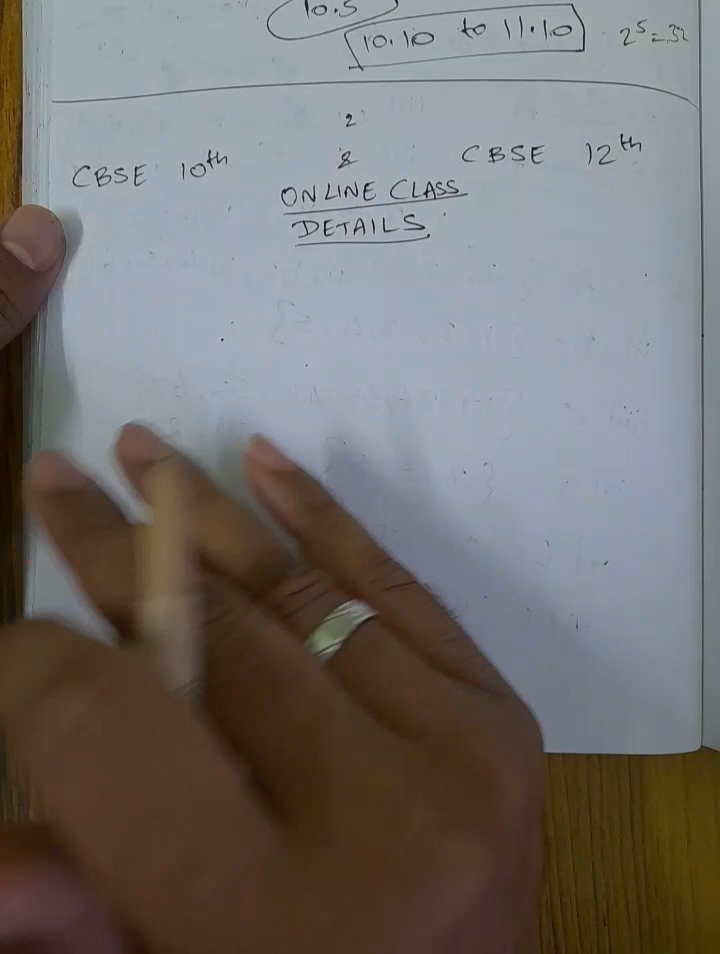 10.5
10.10 to 11.10
2⁵=32
2
CBSE 10th
&
CBSE 12th
ONLINE CLASS
DETAILS